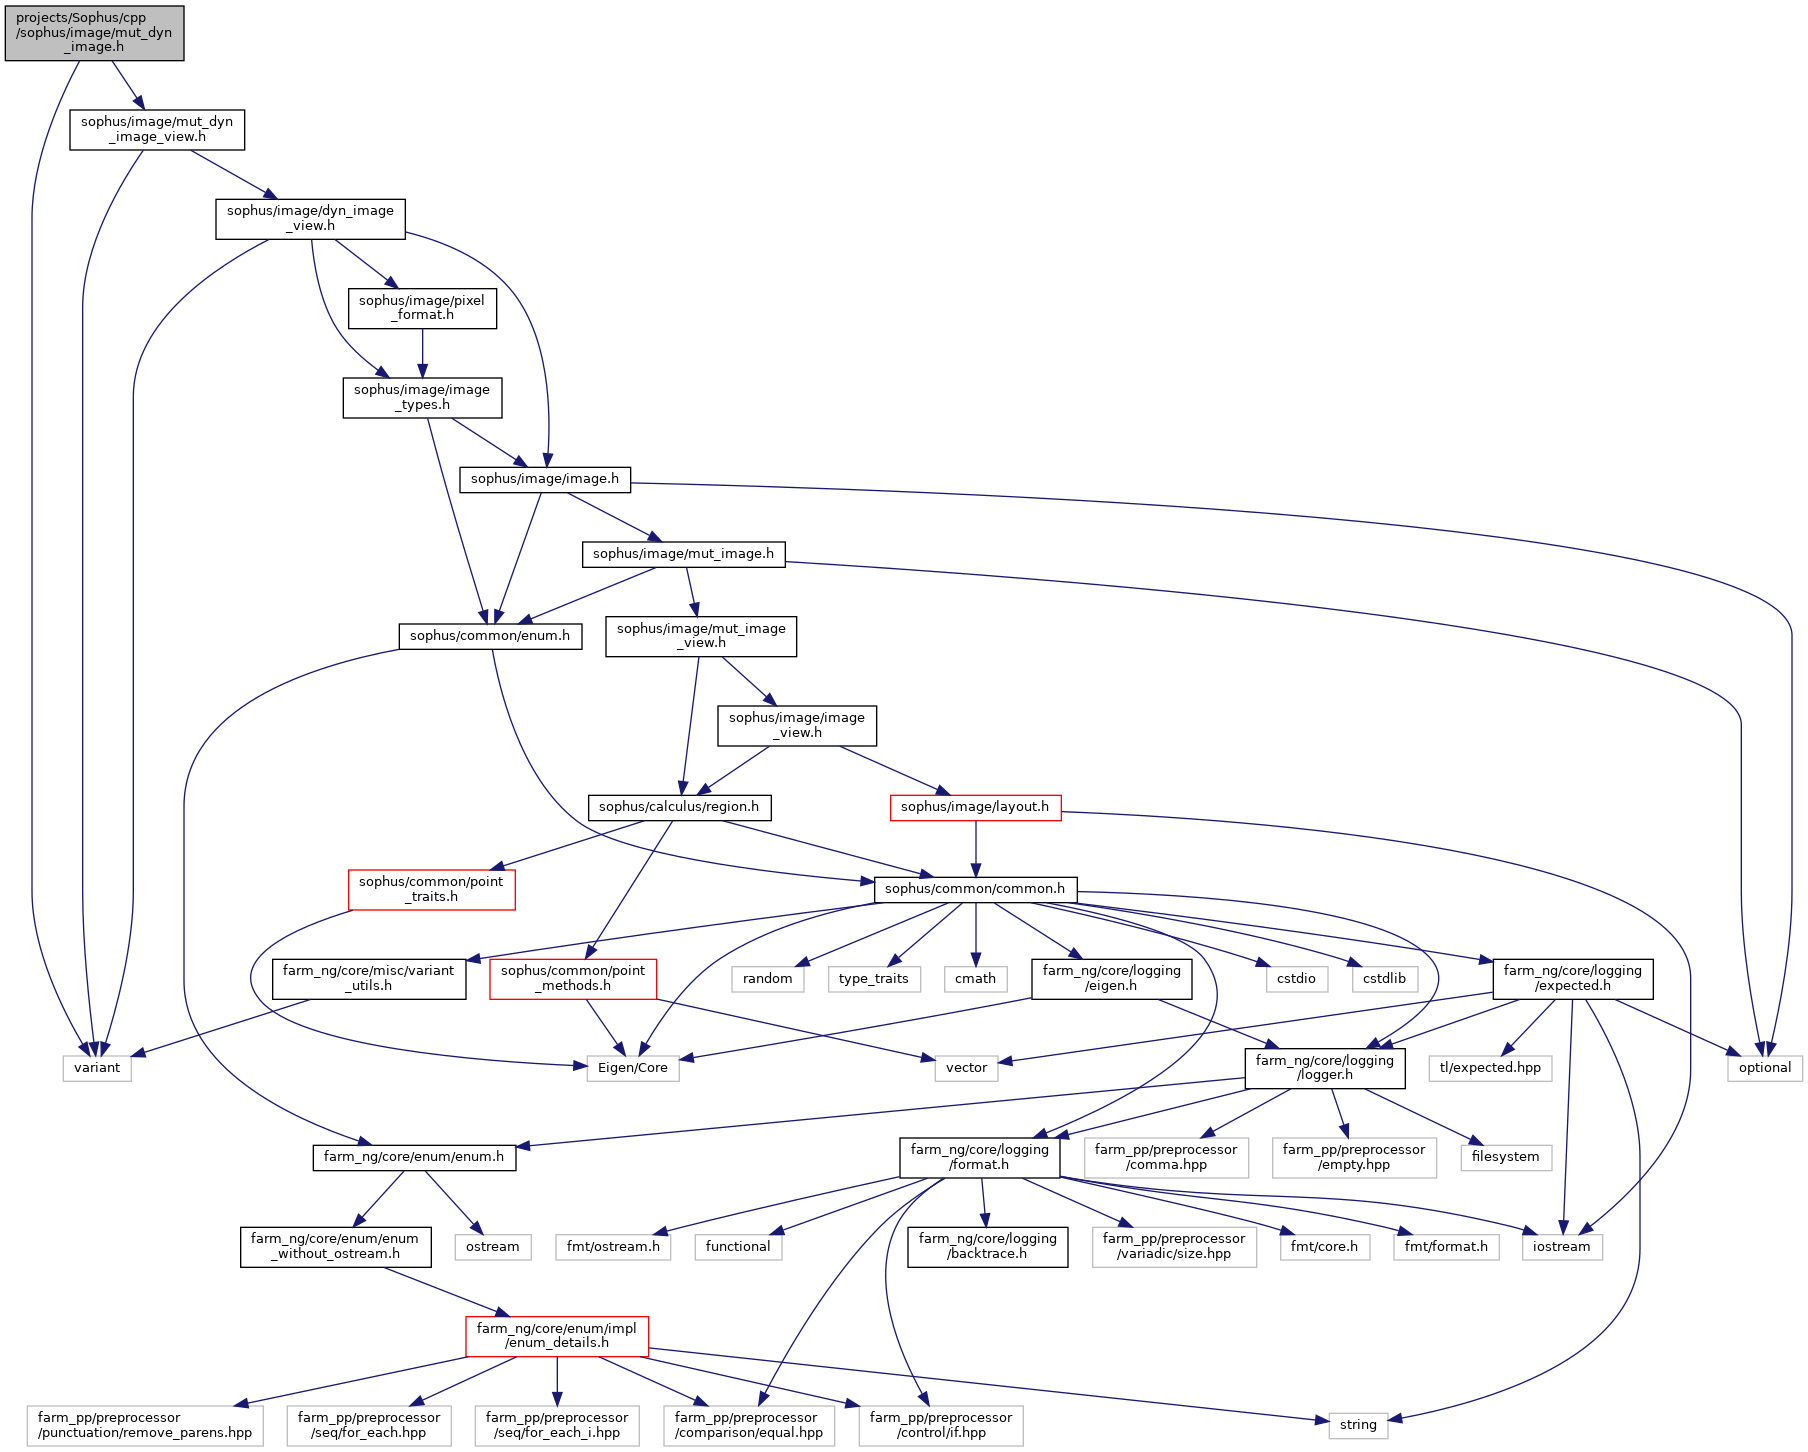 projects/Sophus/cpp
/sophus/image/mut_dyn
_image.h
sophus/image/mut_dyn
_image_view.h
sophus/image/dyn_image
_view.h
sophus/image/pixel
_format.h
sophus/image/image
_types.h
sophus/image/image.h
sophus/image/mut_image.h
sophus/common/enum.h
sophus/image/mut_image
_view.h
sophus/image/image
_view.h
sophus/calculus/region.h
sophus/image/layout.h
sophus/common/point
_traits.h
sophus/common/common.h
farm_ng/core/misc/variant
_utils.h
sophus/common/point
_methods.h
random
type_traits
cmath
farm_ng/core/logging
/eigen.h
cstdio
cstdlib
farm_ng/core/logging
/expected.h
variant
Eigen/Core
vector
farm_ng/core/logging
/logger.h
tl/expected.hpp
optional
farm_ng/core/enum/enum.h
farm_ng/core/logging
/format.h
farm_pp/preprocessor
/comma.hpp
farm_pp/preprocessor
/empty.hpp
filesystem
farm_ng/core/enum/enum
_without_ostream.h
ostream
fmt/ostream.h
functional
farm_ng/core/logging
/backtrace.h
farm_pp/preprocessor
/variadic/size.hpp
fmt/core.h
fmt/format.h
iostream
farm_ng/core/enum/impl
/enum_details.h
farm_pp/preprocessor
/punctuation/remove_parens.hpp
farm_pp/preprocessor
/seq/for_each.hpp
farm_pp/preprocessor
/seq/for_each_i.hpp
farm_pp/preprocessor
/comparison/equal.hpp
farm_pp/preprocessor
/control/if.hpp
string